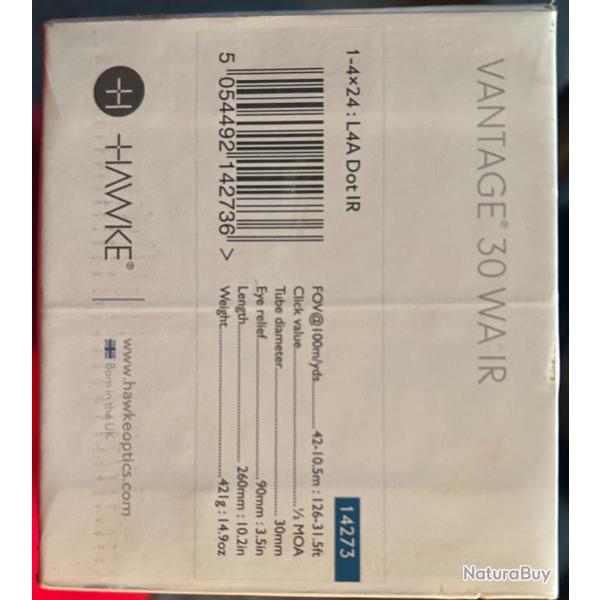 VANTAGE® 30 WA IR
1-4×24 : L4A Dot IR
14273
5 054492 142736 >
FOV@100m/yds............42-10.5m : 126-31.5ft
Click value............½ MOA
Tube diameter............30mm
Eye relief............90mm : 3.5in
Length............260mm : 10.2in
Weight............421g : 14.9oz
HAWKE®
www.hawkeoptics.com
Born in the UK
NaturaBuy